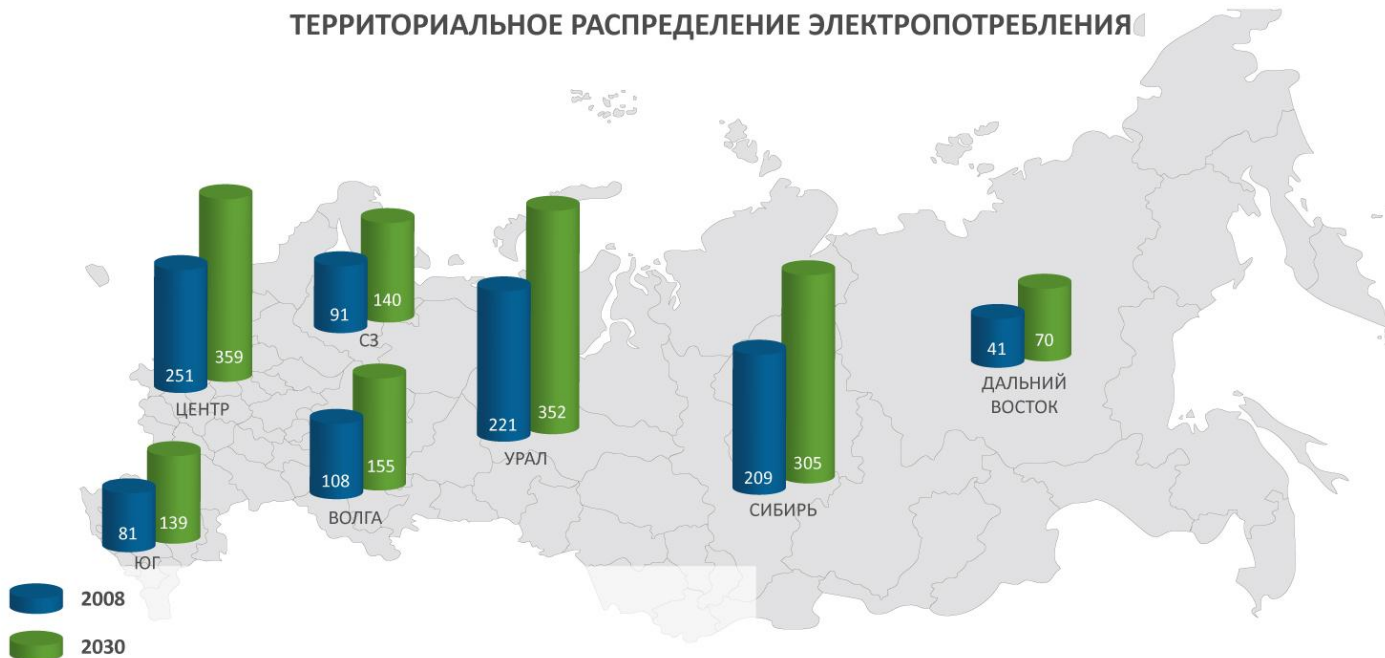 ТЕРРИТОРИАЛЬНОЕ РАСПРЕДЕЛЕНИЕ ЭЛЕКТРОПОТРЕБЛЕНИЯ
251
359
ЦЕНТР
91
140
СЗ
221
352
УРАЛ
209
305
СИБИРЬ
41
70
ДАЛЬНИЙ
ВОСТОК
108
155
ВОЛГА
81
139
ЮГ
2008
2030